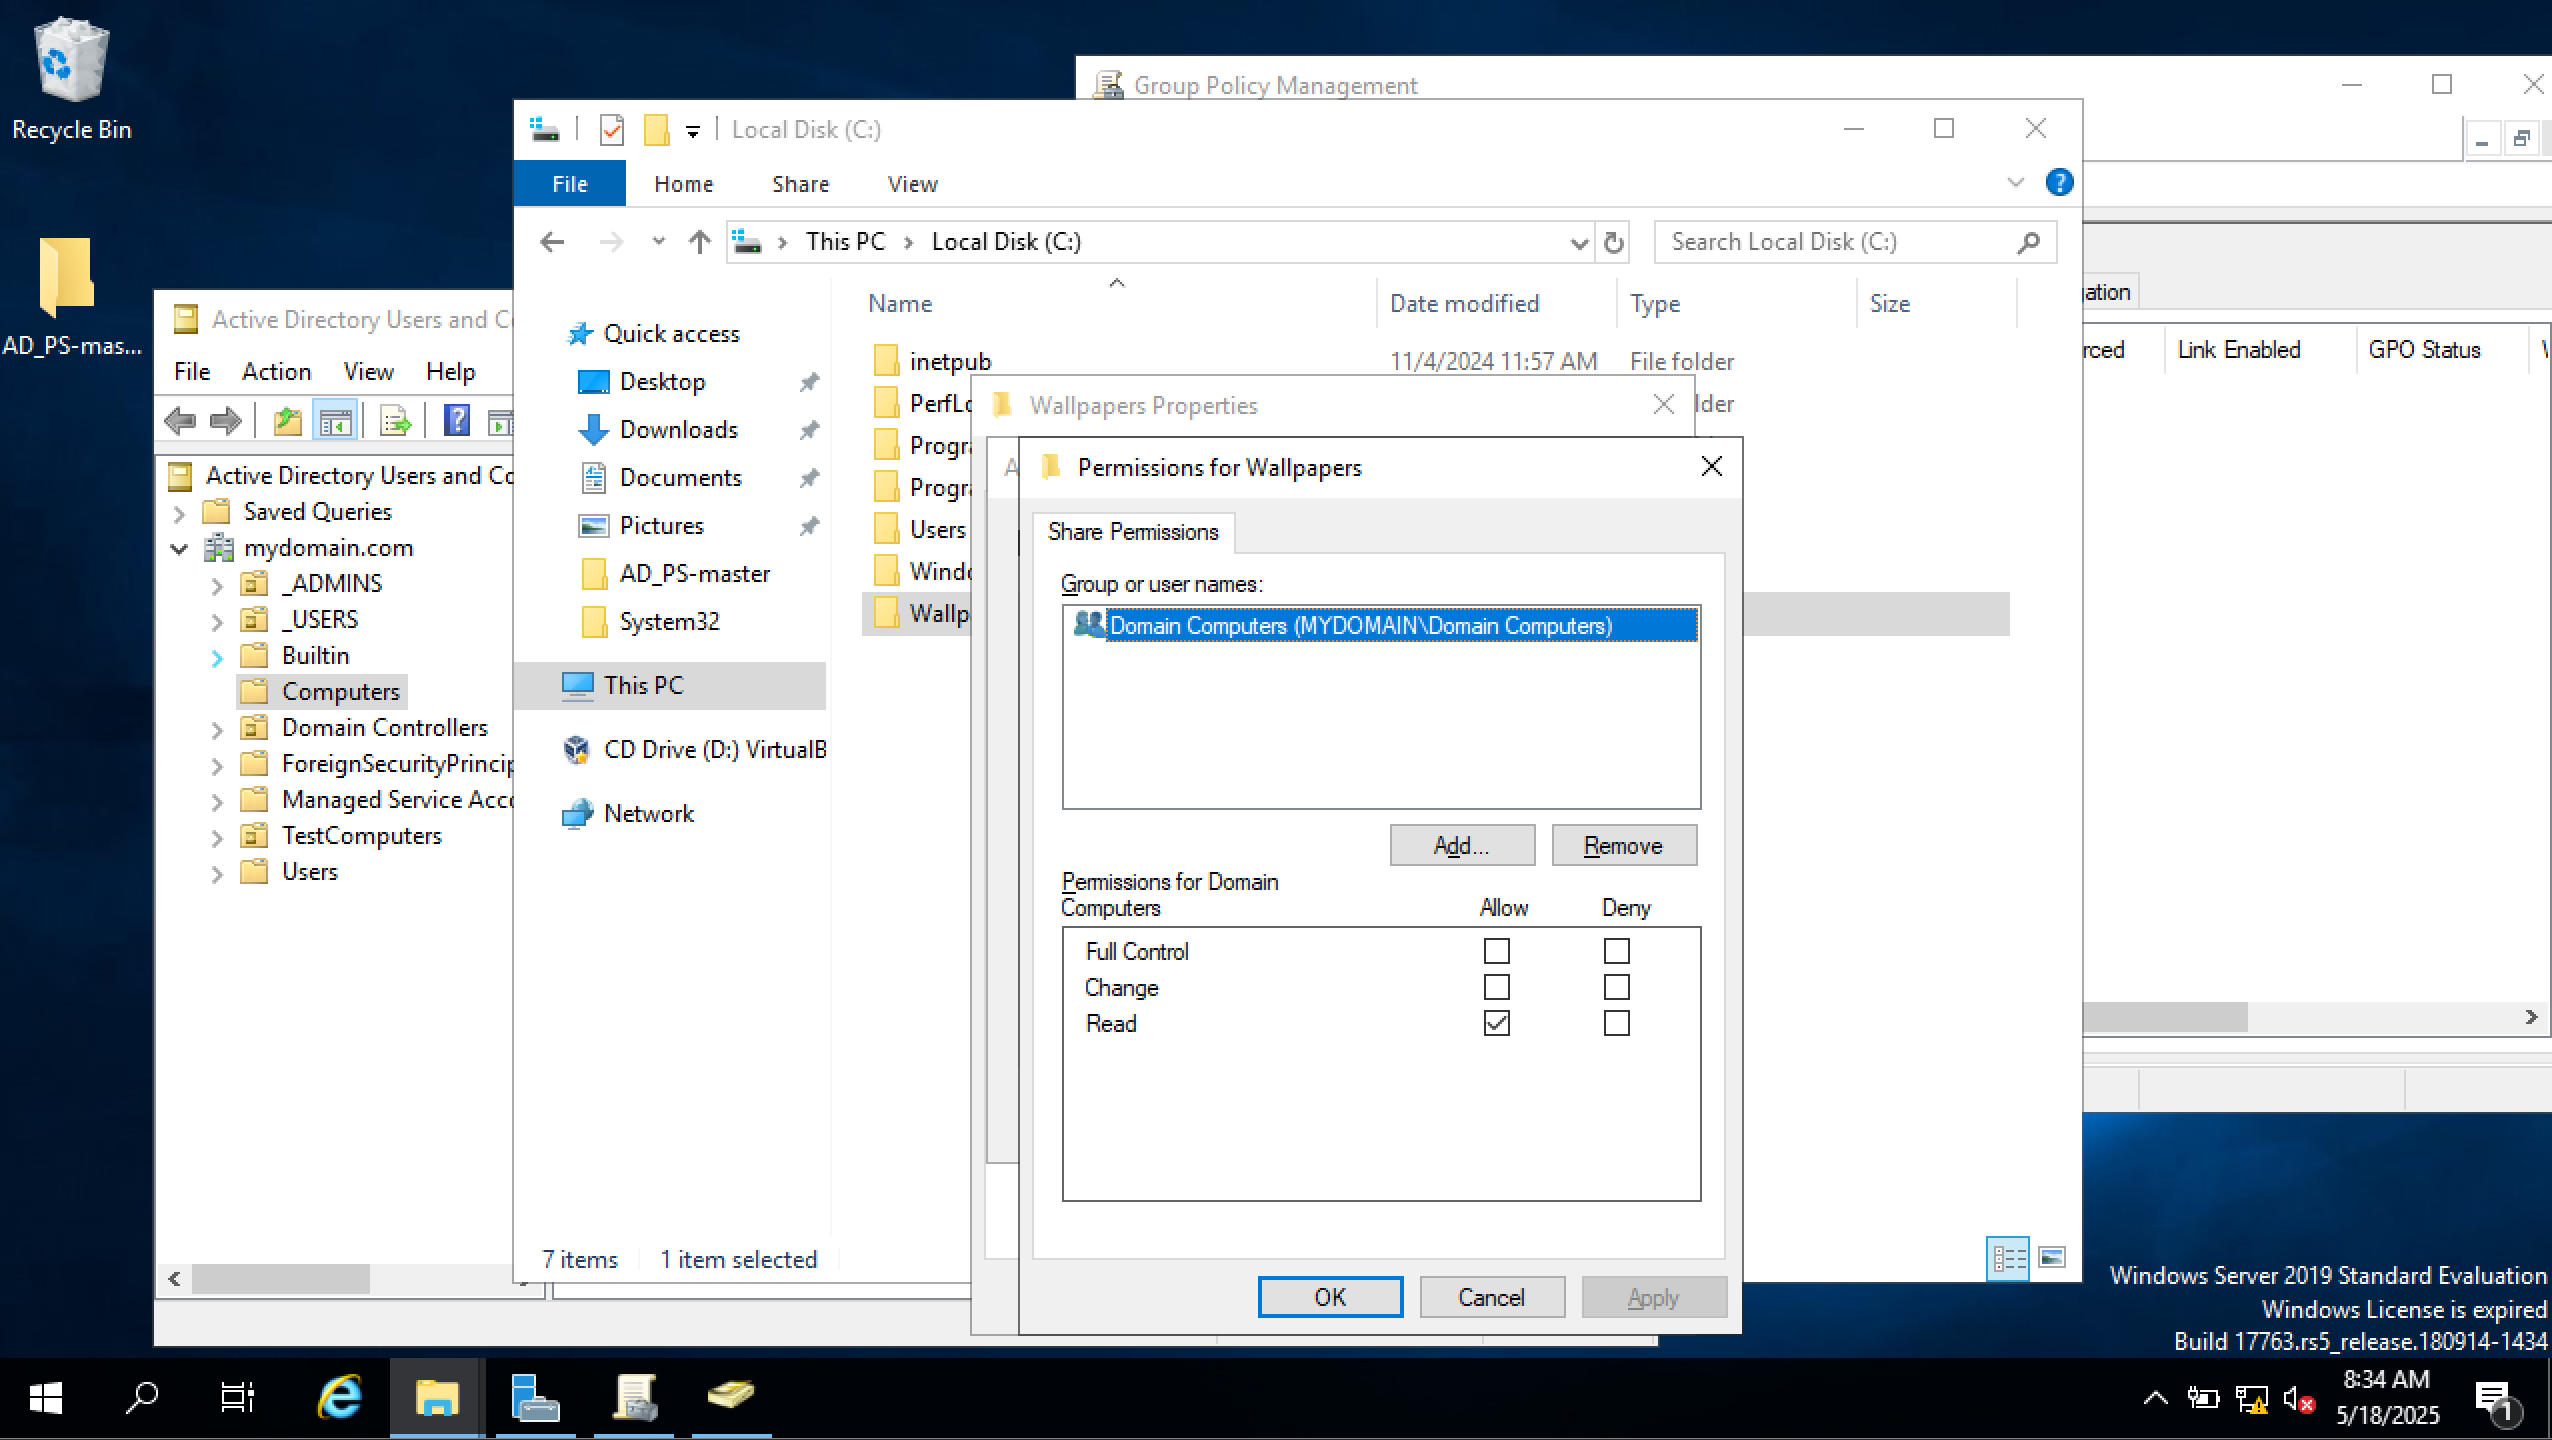 Recycle Bin
AD_PS-mas...
Group Policy Management
Local Disk (C:)
File
Home
Share
View
This PC
Local Disk (C:)
Search Local Disk (C:)
Name
Date modified
Type
Size
Quick access
Desktop
Downloads
Documents
Pictures
AD_PS-master
System32
This PC
CD Drive (D:) VirtualB
Network
inetpub
11/4/2024 11:57 AM
File folder
PerfLo
lder
Progra
Progra
Users
Windo
Wallp
7 items
1 item selected
Active Directory Users and C
File
Action
View
Help
Active Directory Users and Co
Saved Queries
mydomain.com
_ADMINS
_USERS
Builtin
Computers
Domain Controllers
ForeignSecurityPrincip
Managed Service Acco
TestComputers
Users
Wallpapers Properties
A
Permissions for Wallpapers
Share Permissions
Group or user names:
Domain Computers (MYDOMAIN\Domain Computers)
Add...
Remove
Permissions for Domain
Computers
Allow
Deny
Full Control
Change
Read
OK
Cancel
Apply
gation
rced
Link Enabled
GPO Status
Windows Server 2019 Standard Evaluation
Windows License is expired
Build 17763.rs5_release.180914-1434
8:34 AM
5/18/2025
1